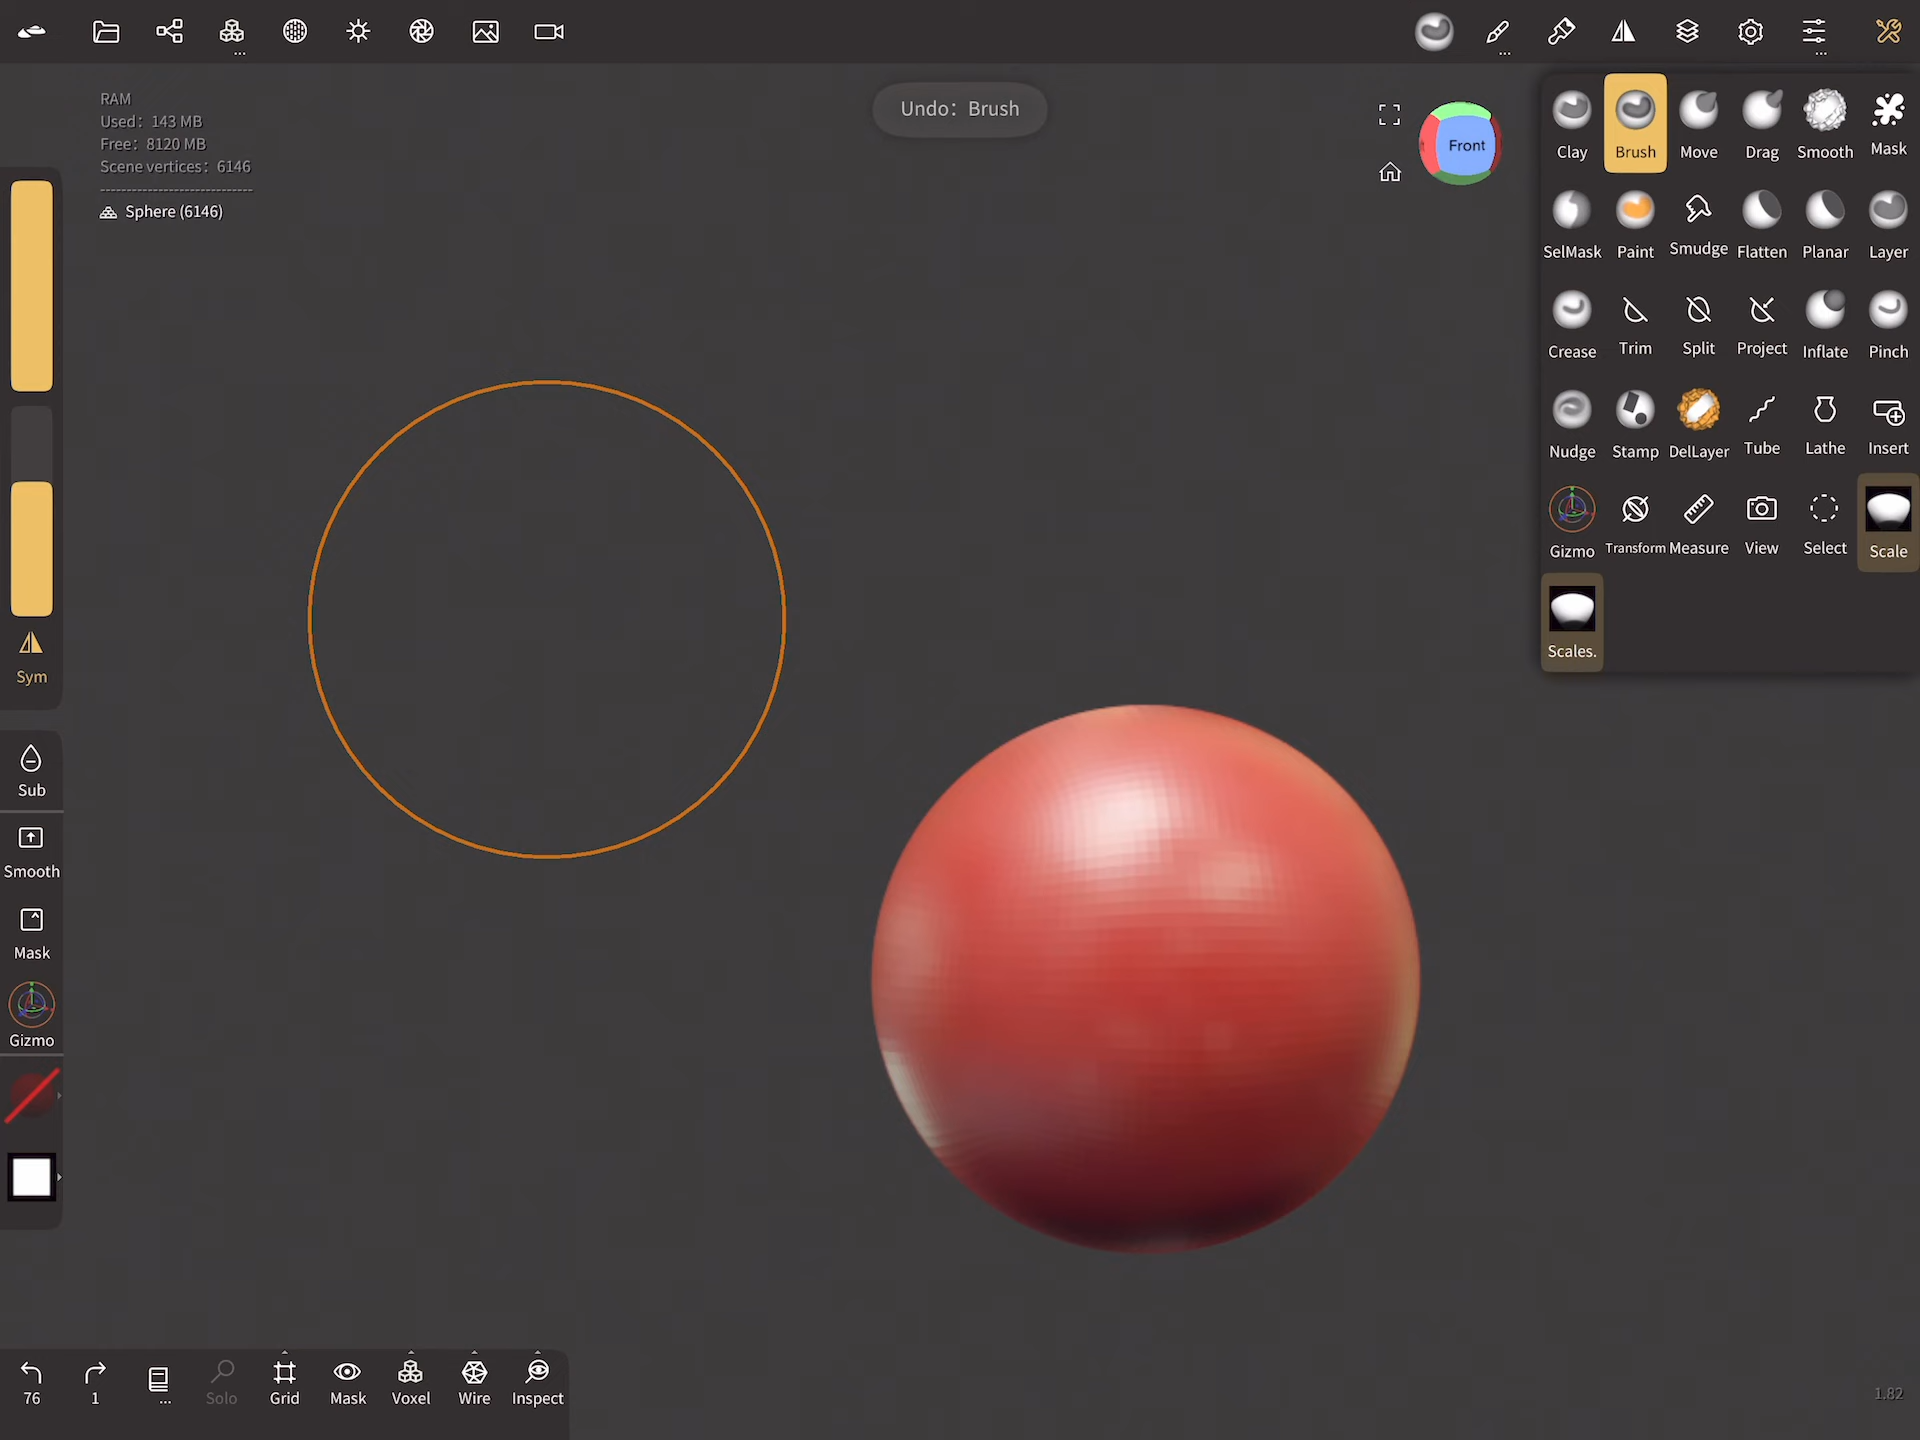 RAM
Used: 143 MB
Free: 8120 MB
Scene vertices: 6146
-----------------------------
Sphere (6146)
Undo: Brush
Front
Clay Brush Move Drag Smooth Mask
SelMask Paint Smudge Flatten Planar Layer
Crease Trim Split Project Inflate Pinch
Nudge Stamp DelLayer Tube Lathe Insert
Gizmo Transform Measure View Select Scale
Scales.
Sym
Sub
Smooth
Mask
Gizmo
76 1 ... Solo Grid Mask Voxel Wire Inspect
1.82